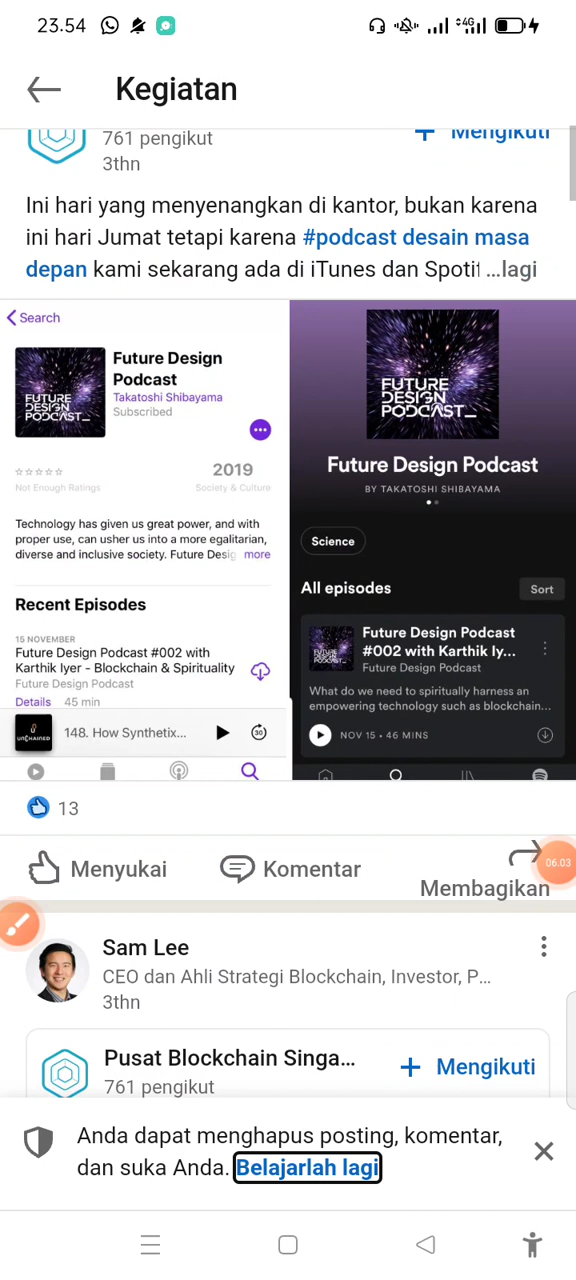 23.54
4G
Kegiatan
761 pengikut
+ Mengikuti
3thn
Ini hari yang menyenangkan di kantor, bukan karena
ini hari Jumat tetapi karena #podcast desain masa
depan kami sekarang ada di iTunes dan Spotif ...lagi
Search
FUTURE
DESIGN
PODCAST_
Future Design
Podcast
Takatoshi Shibayama
Subscribed
☆☆☆☆☆
Not Enough Ratings
2019
Society & Culture
Technology has given us great power, and with
proper use, can usher us into a more egalitarian,
diverse and inclusive society. Future Desig more
Recent Episodes
15 NOVEMBER
Future Design Podcast #002 with
Karthik Iyer - Blockchain & Spirituality
Future Design Podcast
Details 45 min
UNCHAINED
148. How Synthetix...
30
FUTURE
DESIGN
PODCAST_
Future Design Podcast
BY TAKATOSHI SHIBAYAMA
Science
All episodes
Sort
Future Design Podcast
#002 with Karthik Iy...
Future Design Podcast
What do we need to spiritually harness an
empowering technology such as blockchain...
NOV 15 • 46 MINS
13
Menyukai
Komentar
Membagikan
06.03
Sam Lee
CEO dan Ahli Strategi Blockchain, Investor, P...
3thn
Pusat Blockchain Singa...
+ Mengikuti
761 pengikut
Anda dapat menghapus posting, komentar,
dan suka Anda. Belajarlah lagi